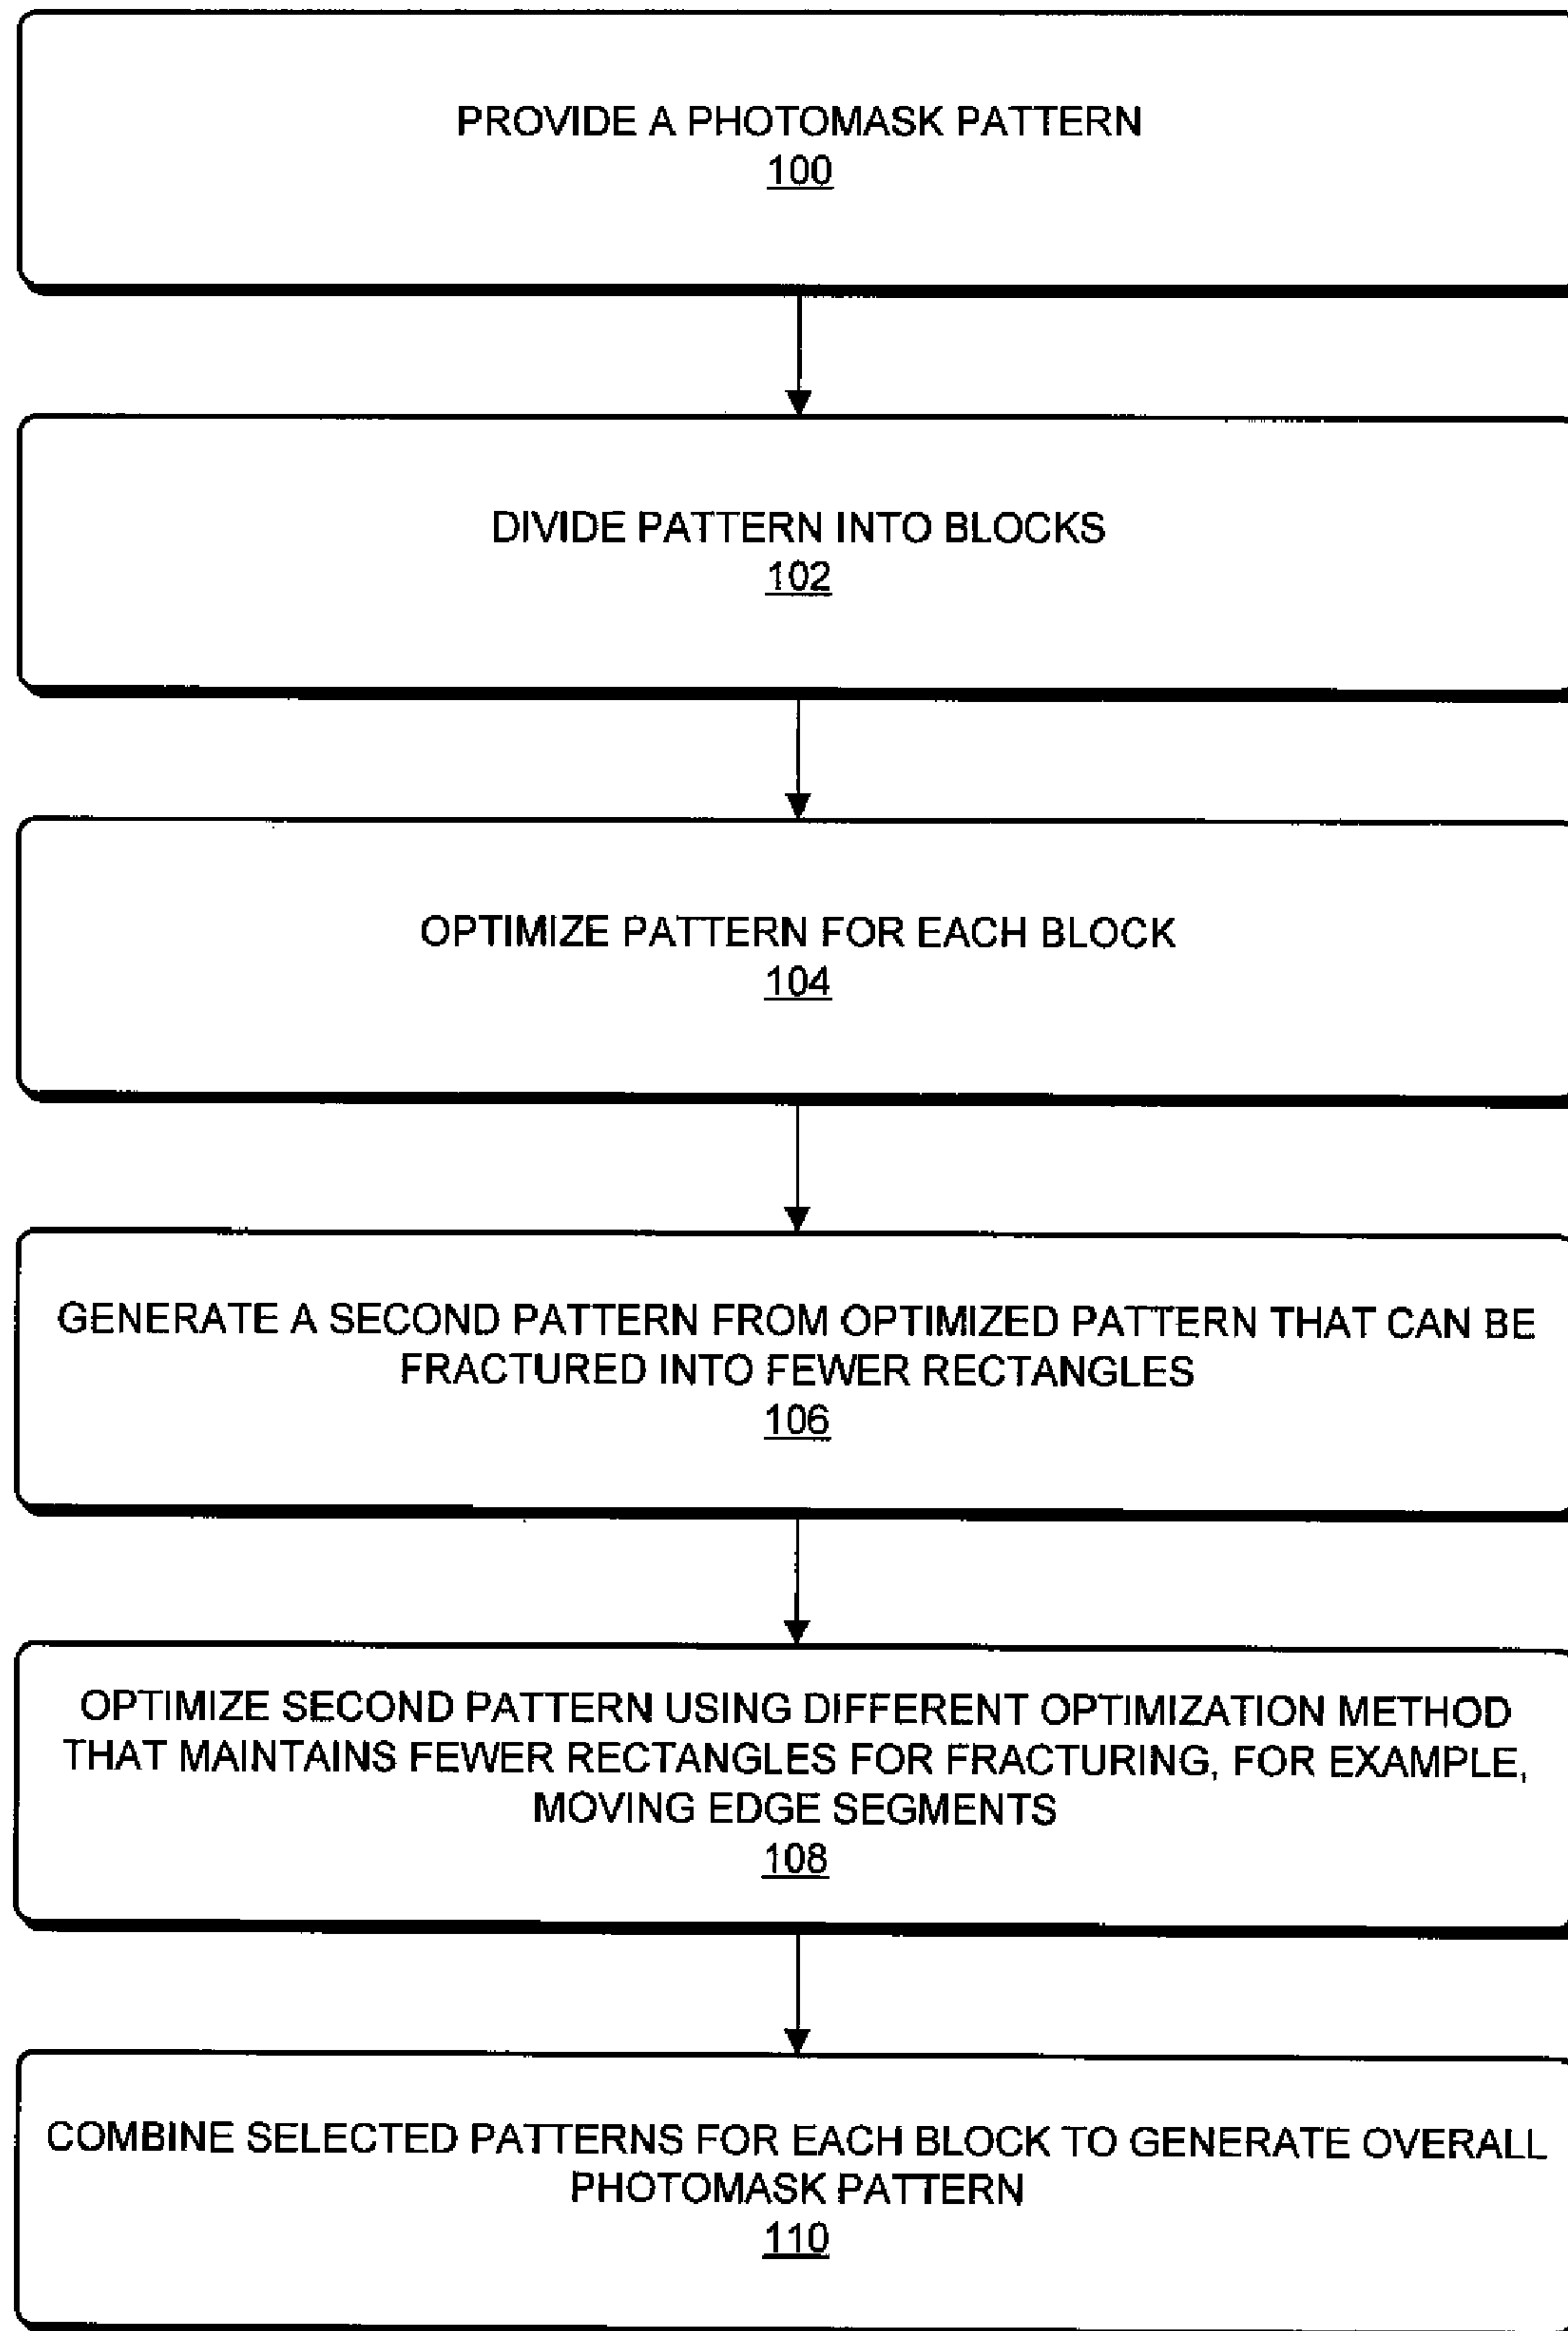 PROVIDE A PHOTOMASK PATTERN
100
DIVIDE PATTERN INTO BLOCKS
102
OPTIMIZE PATTERN FOR EACH BLOCK
104
GENERATE A SECOND PATTERN FROM OPTIMIZED PATTERN THAT CAN BE
FRACTURED INTO FEWER RECTANGLES
106
OPTIMIZE SECOND PATTERN USING DIFFERENT OPTIMIZATION METHOD
THAT MAINTAINS FEWER RECTANGLES FOR FRACTURING, FOR EXAMPLE,
MOVING EDGE SEGMENTS
108
COMBINE SELECTED PATTERNS FOR EACH BLOCK TO GENERATE OVERALL
PHOTOMASK PATTERN
110